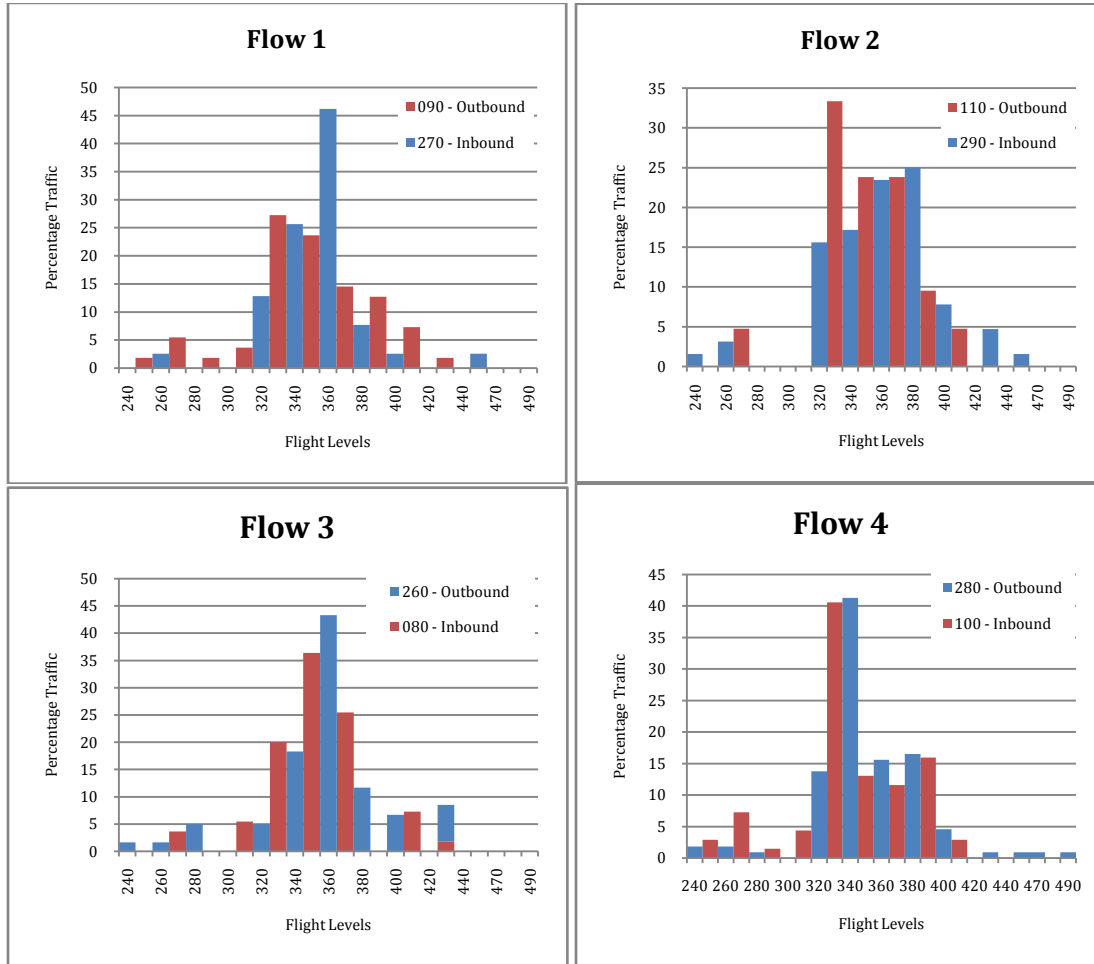 Flow 1
50
45
40
35
30
25
20
15
10
5
0
Percentage Traffic
090 - Outbound
270 - Inbound
240 260 280 300 320 340 360 380 400 420 440 470 490
Flight Levels
Flow 2
35
30
25
20
15
10
5
0
Percentage Traffic
110 - Outbound
290 - Inbound
240 260 280 300 320 340 360 380 400 420 440 470 490
Flight Levels
Flow 3
50
45
40
35
30
25
20
15
10
5
0
Percentage Traffic
260 - Outbound
080 - Inbound
240 260 280 300 320 340 360 380 400 420 440 470 490
Flight Levels
Flow 4
45
40
35
30
25
20
15
10
5
0
Percentage Traffic
280 - Outbound
100 - Inbound
240 260 280 300 320 340 360 380 400 420 440 470 490
Flight Levels